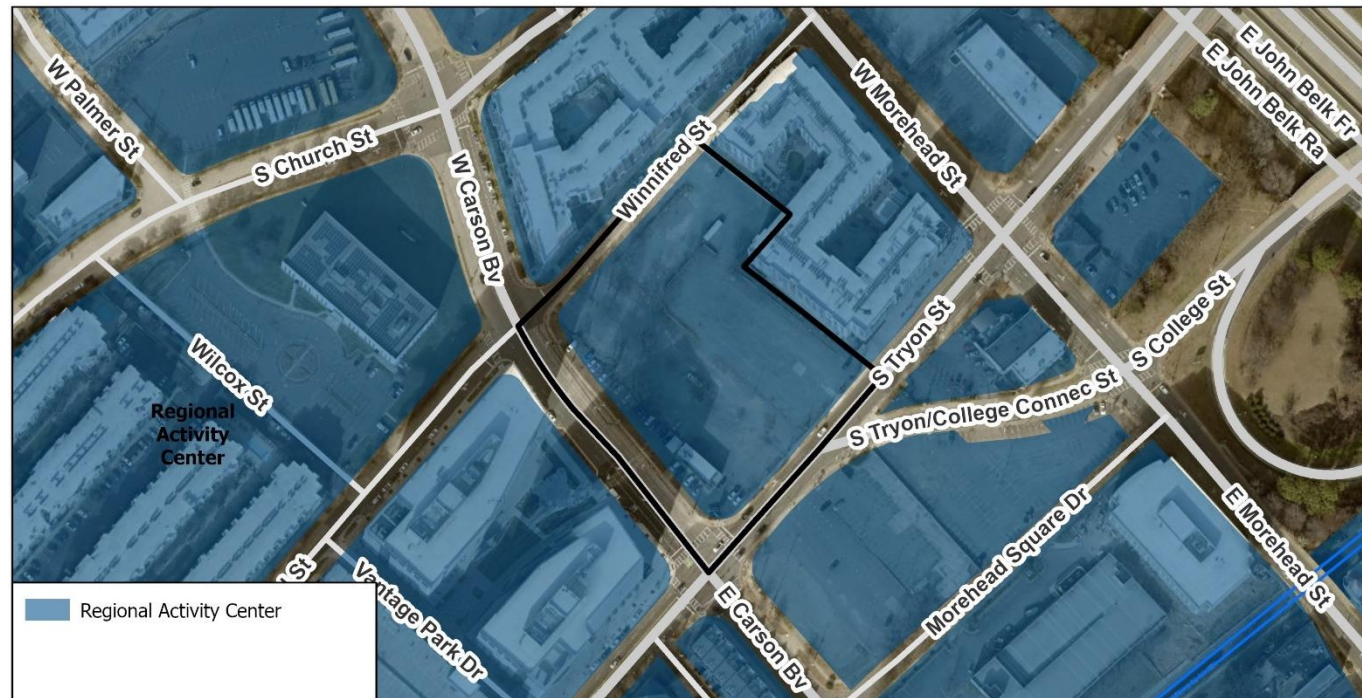 W Palmer St
S Church St
W Carson Bv
Winnifred St
W Morehead St
E John Belk Fr
E John Belk Ra
S Tryon St
S College St
S Tryon/College Connec St
Wilcox St
Regional
Activity
Center
St
Vantage Park Dr
E Carson Bv
Morehead Square Dr
E Morehead St
Regional Activity Center